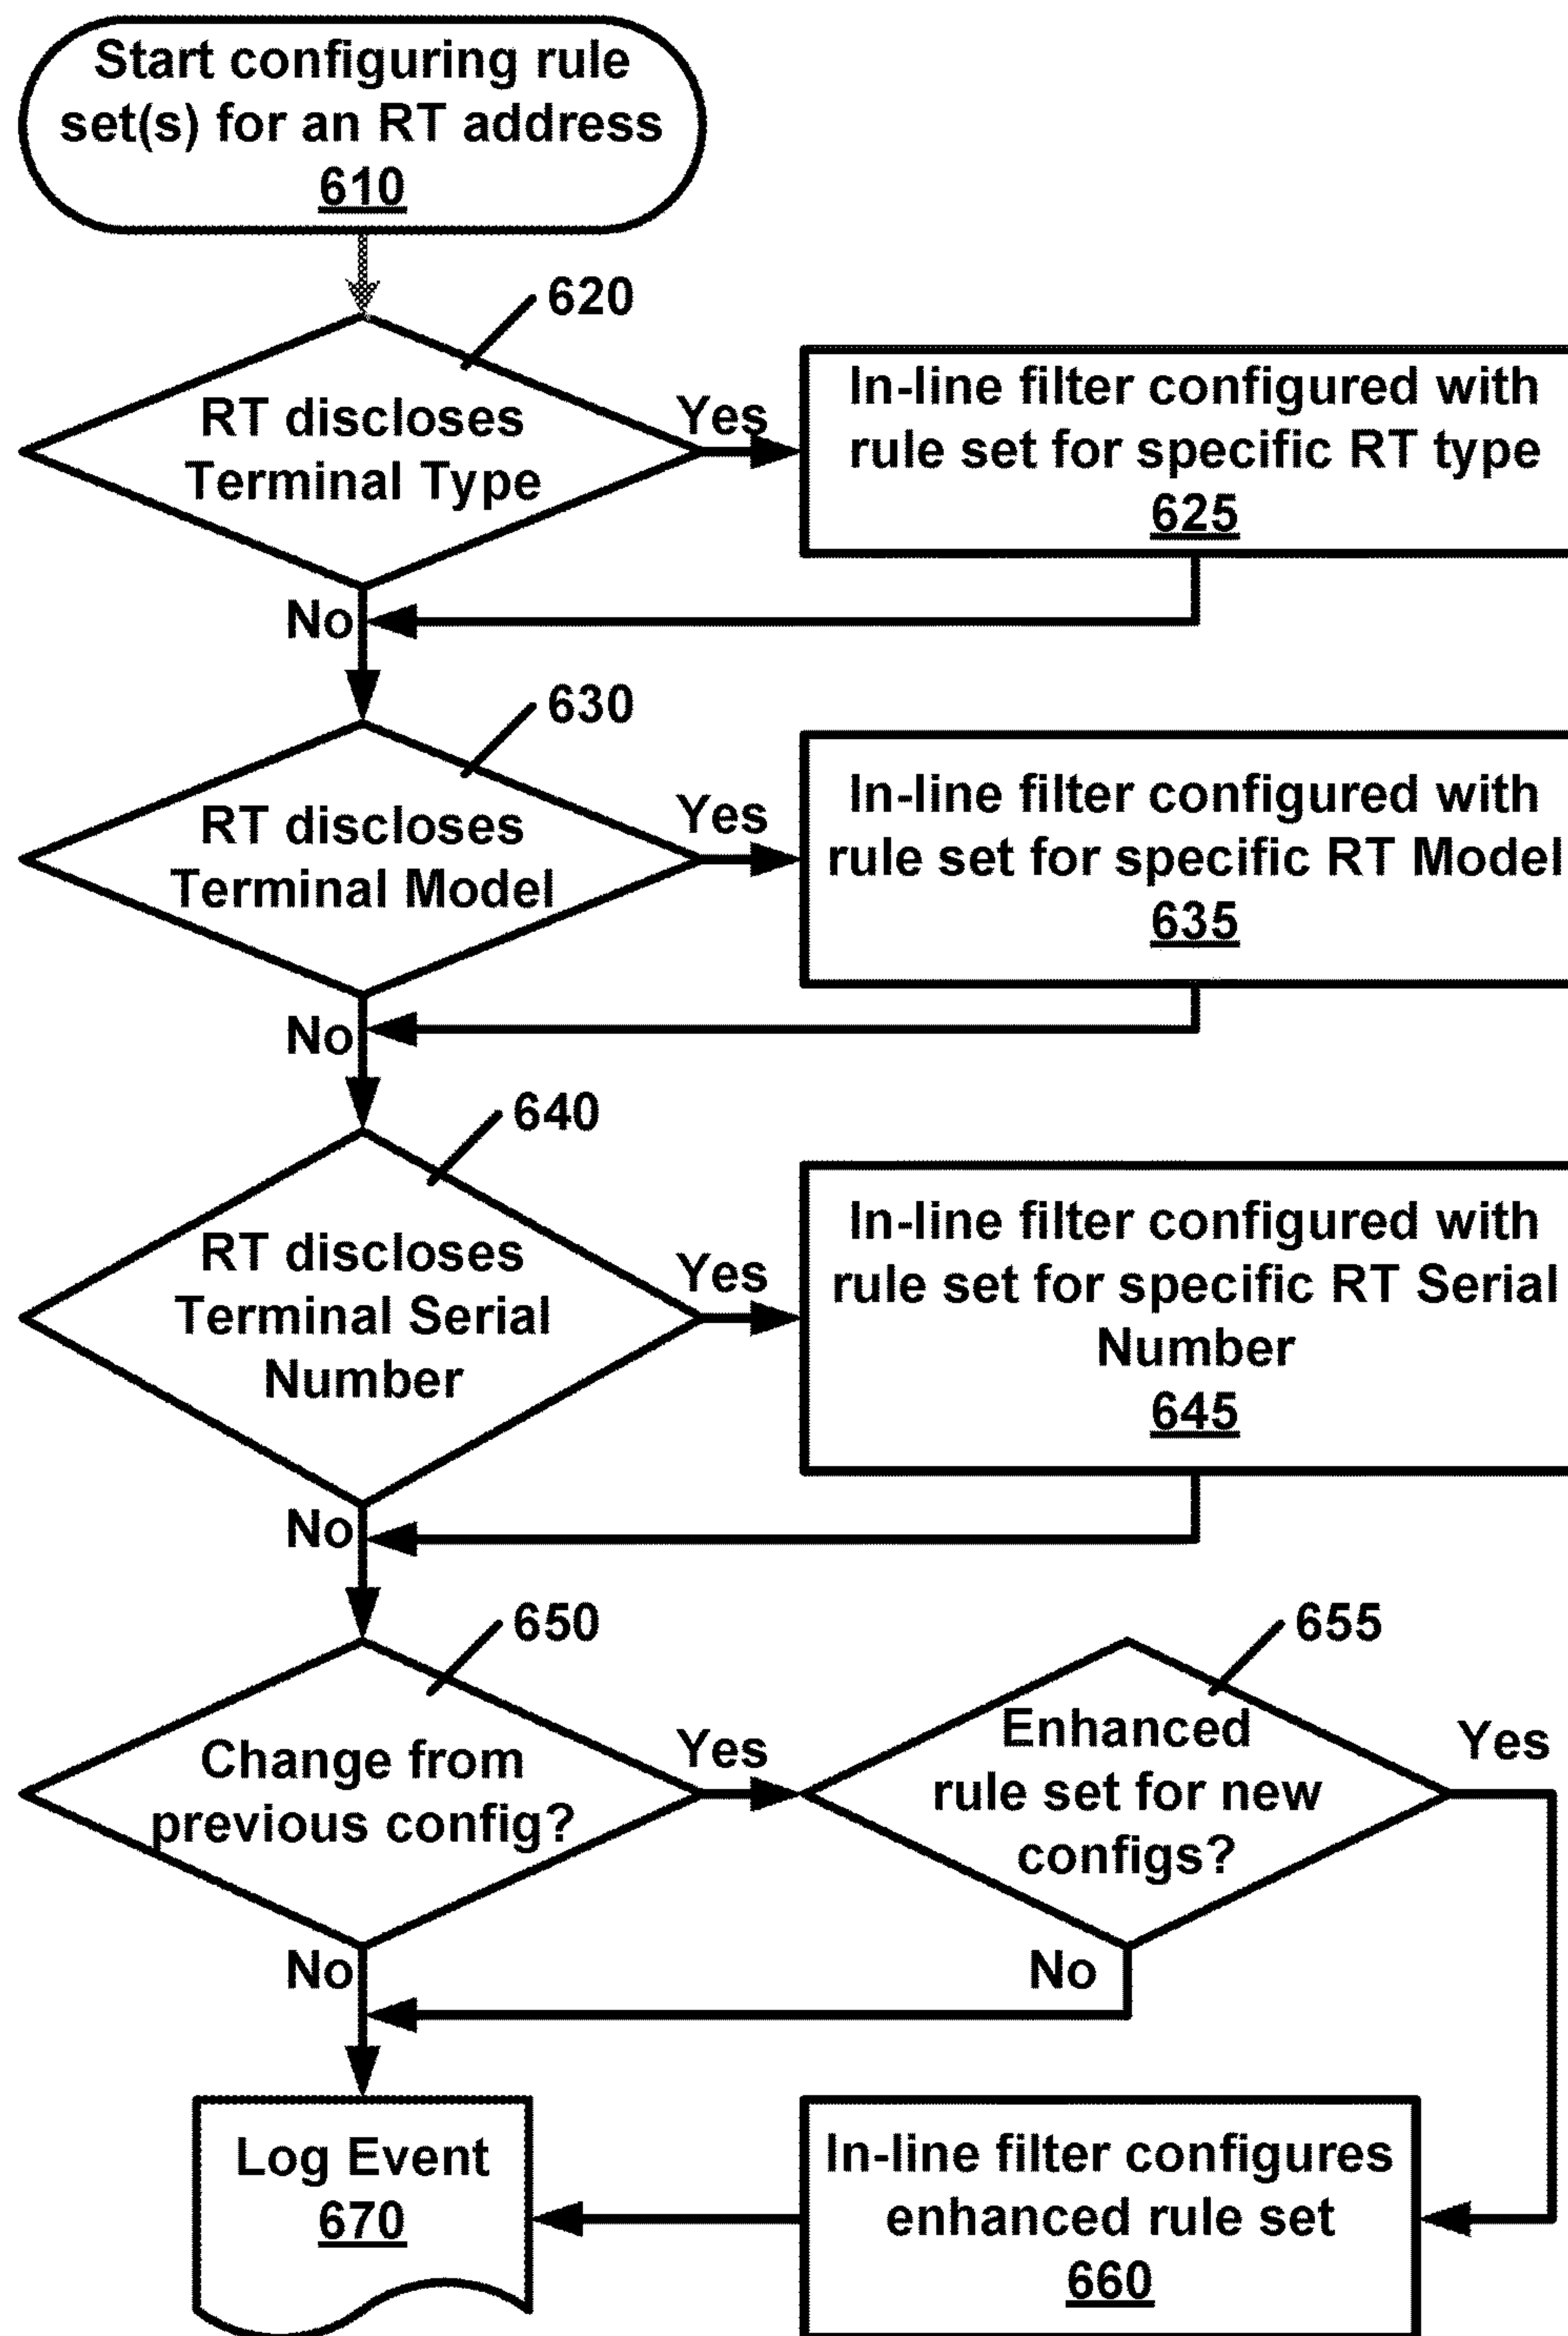 Start configuring rule
set(s) for an RT address
610
620
RT discloses
Terminal Type
Yes
In-line filter configured with
rule set for specific RT type
625
No
630
RT discloses
Terminal Model
Yes
In-line filter configured with
rule set for specific RT Model
635
No
640
RT discloses
Terminal Serial
Number
Yes
In-line filter configured with
rule set for specific RT Serial
Number
645
No
650
Change from
previous config?
Yes
655
Enhanced
rule set for new
configs?
Yes
No
No
Log Event
670
In-line filter configures
enhanced rule set
660